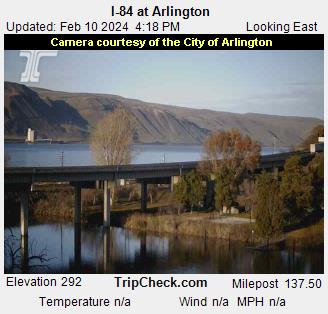 I-84 at Arlington
Updated: Feb 10 2024 4:18 PM Looking East
Camera courtesy of the City of Arlington
Elevation 292 TripCheck.com Milepost 137.50
Temperature n/a Wind n/a MPH n/a